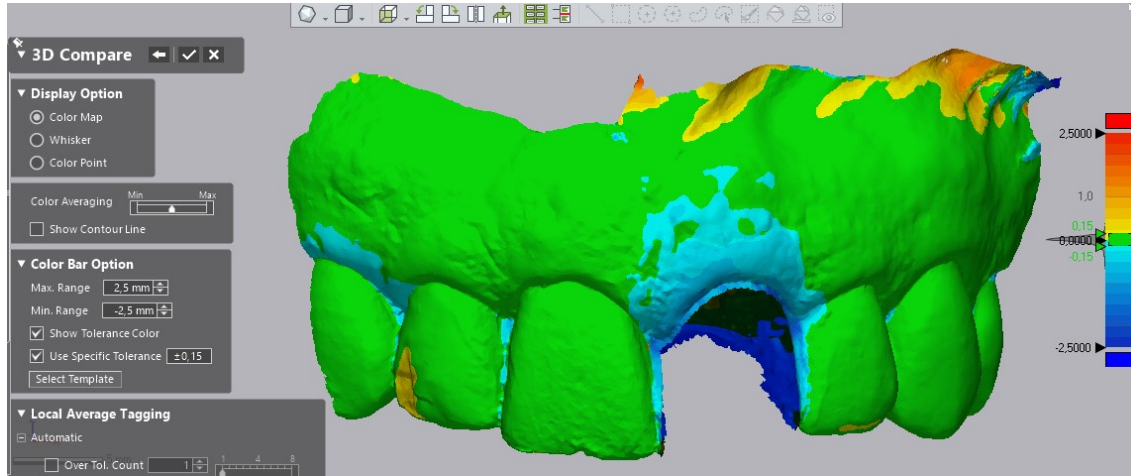 3D Compare
Display Option
Color Map
Whisker
Color Point
Color Averaging
Min
Max
Show Contour Line
Color Bar Option
Max. Range 2,5 mm
Min. Range -2,5 mm
Show Tolerance Color
Use Specific Tolerance ±0,15
Select Template
Local Average Tagging
Automatic
Over Tol. Count 1
1 4 8
2,5000
1,0
0,15
0,0000
-0,15
-2,5000